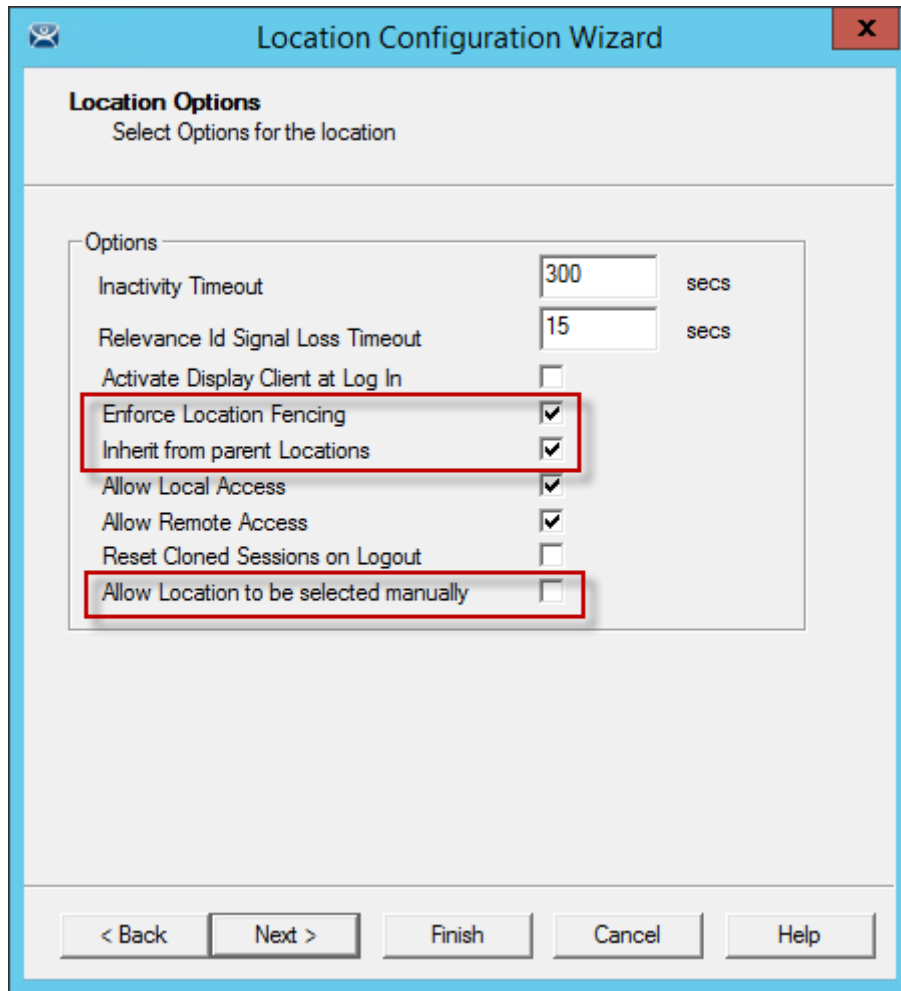 Location Configuration Wizard
x
Location Options
Select Options for the location
Options
Inactivity Timeout 300 secs
Relevance Id Signal Loss Timeout 15 secs
Activate Display Client at Log In
Enforce Location Fencing
Inherit from parent Locations
Allow Local Access
Allow Remote Access
Reset Cloned Sessions on Logout
Allow Location to be selected manually
< Back Next > Finish Cancel Help